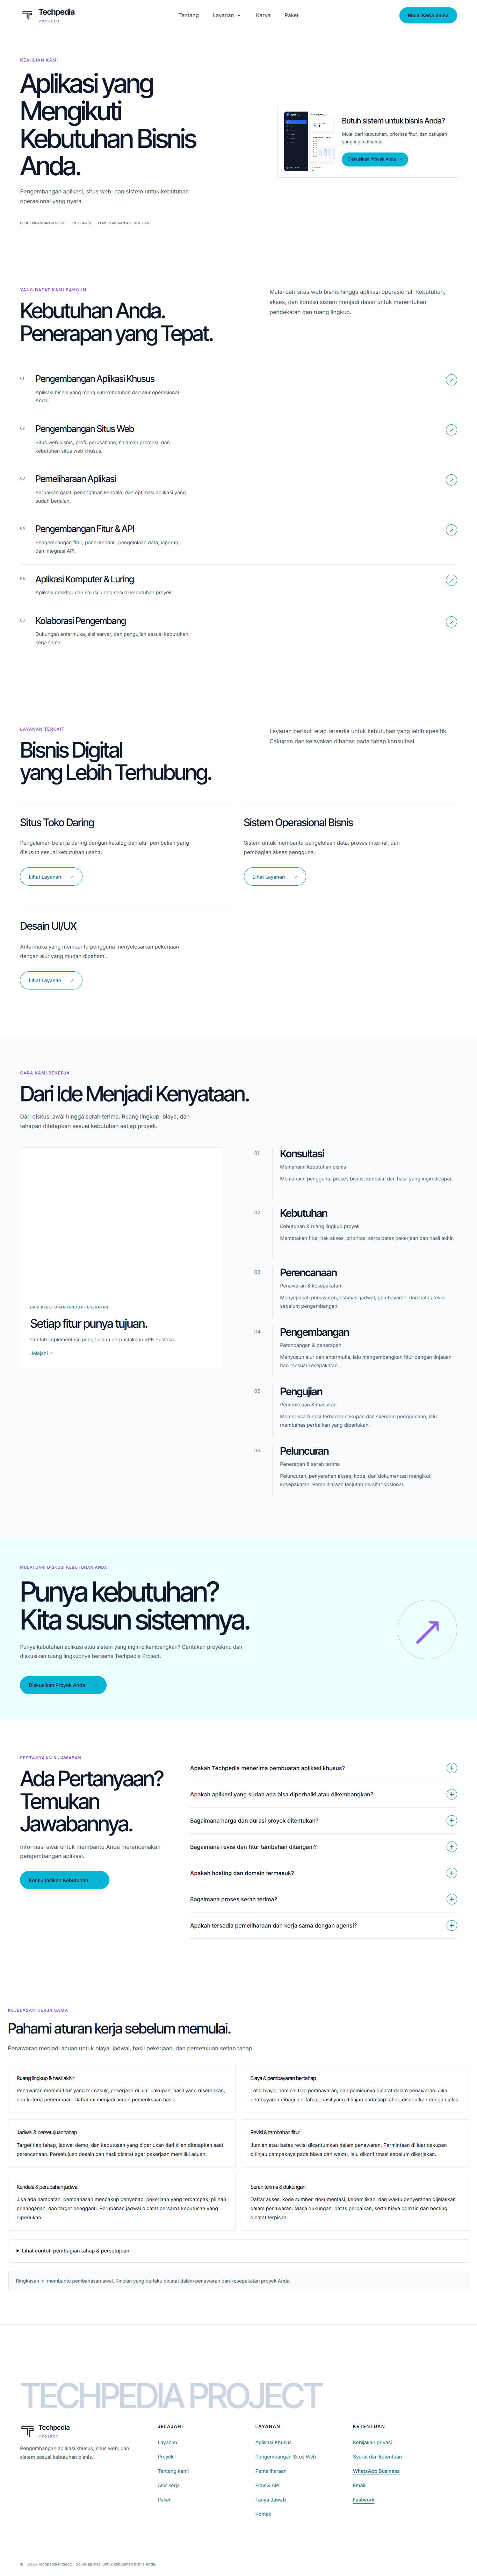 Techpedia
PROJECT
Tentang
Layanan
Karya
Paket
Mulai Kerja Sama
KEAHLIAN KAMI
Aplikasi yang
Mengikuti
Kebutuhan Bisnis
Anda.
Pengembangan aplikasi, situs web, dan sistem untuk kebutuhan
operasional yang nyata.
PENGEMBANGAN KHUSUS
INTEGRASI
PEMELIHARAAN & PENGUJIAN
Butuh sistem untuk bisnis Anda?
Mulai dari kebutuhan, prioritas fitur, dan cakupan
yang ingin dibahas.
Diskusikan Proyek Anda ↗
YANG DAPAT KAMI BANGUN
Kebutuhan Anda.
Penerapan yang Tepat.
Mulai dari situs web bisnis hingga aplikasi operasional. Kebutuhan,
akses, dan kondisi sistem menjadi dasar untuk menentukan
pendekatan dan ruang lingkup.
01
Pengembangan Aplikasi Khusus
Aplikasi bisnis yang mengikuti kebutuhan dan alur operasional
Anda.
02
Pengembangan Situs Web
Situs web bisnis, profil perusahaan, halaman promosi, dan
kebutuhan situs web khusus.
03
Pemeliharaan Aplikasi
Perbaikan galat, penanganan kendala, dan optimasi aplikasi yang
sudah berjalan.
04
Pengembangan Fitur & API
Pengembangan fitur, panel kendali, pengelolaan data, laporan,
dan integrasi API.
05
Aplikasi Komputer & Luring
Aplikasi desktop dan solusi luring sesuai kebutuhan proyek.
06
Kolaborasi Pengembang
Dukungan antarmuka, sisi server, dan pengujian sesuai kebutuhan
kerja sama.
LAYANAN TERKAIT
Bisnis Digital
yang Lebih Terhubung.
Layanan berikut tetap tersedia untuk kebutuhan yang lebih spesifik.
Cakupan dan kelayakan dibahas pada tahap konsultasi.
Situs Toko Daring
Pengalaman belanja daring dengan katalog dan alur pembelian yang
disusun sesuai kebutuhan usaha.
Lihat Layanan ↗
Sistem Operasional Bisnis
Sistem untuk membantu pengelolaan data, proses internal, dan
pembagian akses pengguna.
Lihat Layanan ↗
Desain UI/UX
Antarmuka yang membantu pengguna menyelesaikan pekerjaan
dengan alur yang mudah dipahami.
Lihat Layanan ↗
CARA KAMI BEKERJA
Dari Ide Menjadi Kenyataan.
Dari diskusi awal hingga serah terima. Ruang lingkup, biaya, dan
tahapan ditetapkan sesuai kebutuhan setiap proyek.
DARI KEBUTUHAN HINGGA PENERAPAN
Setiap fitur punya tujuan.
Contoh implementasi: pengelolaan perpustakaan RPK Pustaka.
Jelajahi ↗
01
Konsultasi
Memahami kebutuhan bisnis
Memahami pengguna, proses bisnis, kendala, dan hasil yang ingin dicapai.
02
Kebutuhan
Kebutuhan & ruang lingkup proyek
Memetakan fitur, hak akses, prioritas, serta batas pekerjaan dan hasil akhir.
03
Perencanaan
Penawaran & kesepakatan
Menyepakati penawaran, estimasi jadwal, pembayaran, dan batas revisi
sebelum pengembangan.
04
Pengembangan
Perancangan & penerapan
Menyusun alur dan antarmuka, lalu mengembangkan fitur dengan tinjauan
hasil sesuai kesepakatan.
05
Pengujian
Pemeriksaan & masukan
Memeriksa fungsi terhadap cakupan dan skenario penggunaan, lalu
membahas perbaikan yang diperlukan.
06
Peluncuran
Penerapan & serah terima
Peluncuran, penyerahan akses, kode, dan dokumentasi mengikuti
kesepakatan. Pemeliharaan lanjutan bersifat opsional.
MULAI DARI DISKUSI KEBUTUHAN ANDA
Punya kebutuhan?
Kita susun sistemnya.
Punya kebutuhan aplikasi atau sistem yang ingin dikembangkan? Ceritakan proyekmu dan
diskusikan ruang lingkupnya bersama Techpedia Project.
Diskusikan Proyek Anda ↗
PERTANYAAN & JAWABAN
Ada Pertanyaan?
Temukan
Jawabannya.
Informasi awal untuk membantu Anda merencanakan
pengembangan aplikasi.
Konsultasikan Kebutuhan ↗
Apakah Techpedia menerima pembuatan aplikasi khusus?
Apakah aplikasi yang sudah ada bisa diperbaiki atau dikembangkan?
Bagaimana harga dan durasi proyek ditentukan?
Bagaimana revisi dan fitur tambahan ditangani?
Apakah hosting dan domain termasuk?
Bagaimana proses serah terima?
Apakah tersedia pemeliharaan dan kerja sama dengan agensi?
KEJELASAN KERJA SAMA
Pahami aturan kerja sebelum memulai.
Penawaran menjadi acuan untuk biaya, jadwal, hasil pekerjaan, dan persetujuan setiap tahap.
Ruang lingkup & hasil akhir
Penawaran merinci fitur yang termasuk, pekerjaan di luar cakupan, hasil yang diserahkan,
dan kriteria penerimaan. Daftar ini menjadi acuan pemeriksaan hasil.
Biaya & pembayaran bertahap
Total biaya, nominal tiap pembayaran, dan pemicunya dicatat dalam penawaran. Jika
pembayaran dibagi per tahap, hasil yang ditinjau pada tiap tahap disebutkan dengan jelas.
Jadwal & persetujuan tahap
Target tiap tahap, jadwal demo, dan keputusan yang diperlukan dari klien ditetapkan saat
perencanaan. Persetujuan desain dan hasil dicatat agar pekerjaan memiliki acuan.
Revisi & tambahan fitur
Jumlah atau batas revisi dicantumkan dalam penawaran. Permintaan di luar cakupan
ditinjau dampaknya pada biaya dan waktu, lalu dikonfirmasi sebelum dikerjakan.
Kendala & perubahan jadwal
Jika ada hambatan, pembahasan mencakup penyebab, pekerjaan yang terdampak, pilihan
penanganan, dan target pengganti. Perubahan jadwal dicatat bersama keputusan yang
diperlukan.
Serah terima & dukungan
Daftar akses, kode sumber, dokumentasi, kepemilikan, dan waktu penyerahan dijelaskan
dalam penawaran. Masa dukungan, batas perbaikan, serta biaya domain dan hosting
dicatat terpisah.
▶ Lihat contoh pembagian tahap & persetujuan
Ringkasan ini membantu pembahasan awal. Rincian yang berlaku dicatat dalam penawaran dan kesepakatan proyek Anda.
TECHPEDIA PROJECT
Techpedia
PROJECT
Pengembangan aplikasi khusus, situs web, dan
sistem sesuai kebutuhan bisnis.
JELAJAHI
Layanan
Proyek
Tentang kami
Alur kerja
Paket
LAYANAN
Aplikasi Khusus
Pengembangan Situs Web
Pemeliharaan
Fitur & API
Tanya Jawab
Kontak
KETENTUAN
Kebijakan privasi
Syarat dan ketentuan
WhatsApp Business
Email
Fastwork
© 2026 Techpedia Project. Solusi aplikasi untuk kebutuhan bisnis Anda.